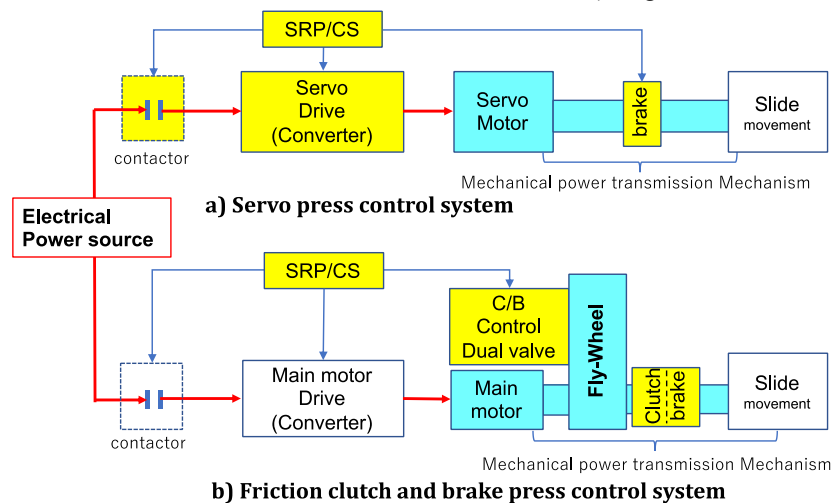 SRP/CS
Servo
Drive
(Converter)
Servo
Motor
brake
Slide
movement
contactor
Mechanical power transmission Mechanism
a) Servo press control system
Electrical
Power source
SRP/CS
C/B
Control
Dual valve
Fly-Wheel
Main motor
Drive
(Converter)
Main
motor
Clutch
brake
Slide
movement
contactor
Mechanical power transmission Mechanism
b) Friction clutch and brake press control system